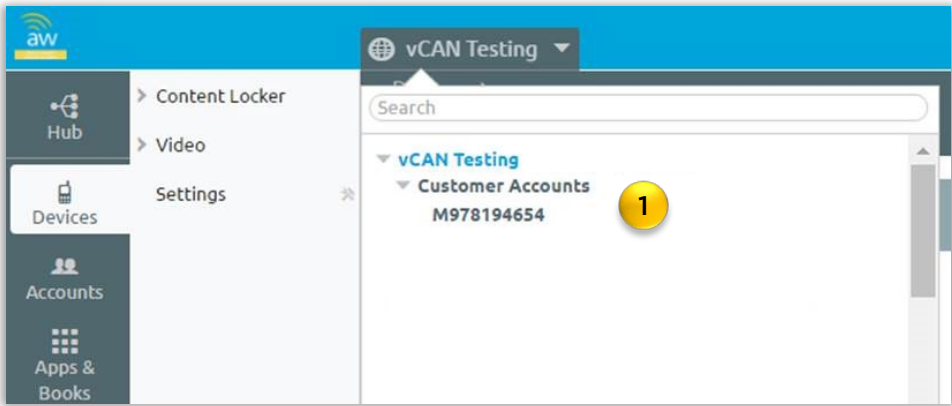 aw
vCAN Testing
Hub
Devices
Accounts
Apps &
Books
Content Locker
Video
Settings
Search
vCAN Testing
Customer Accounts
M978194654
1